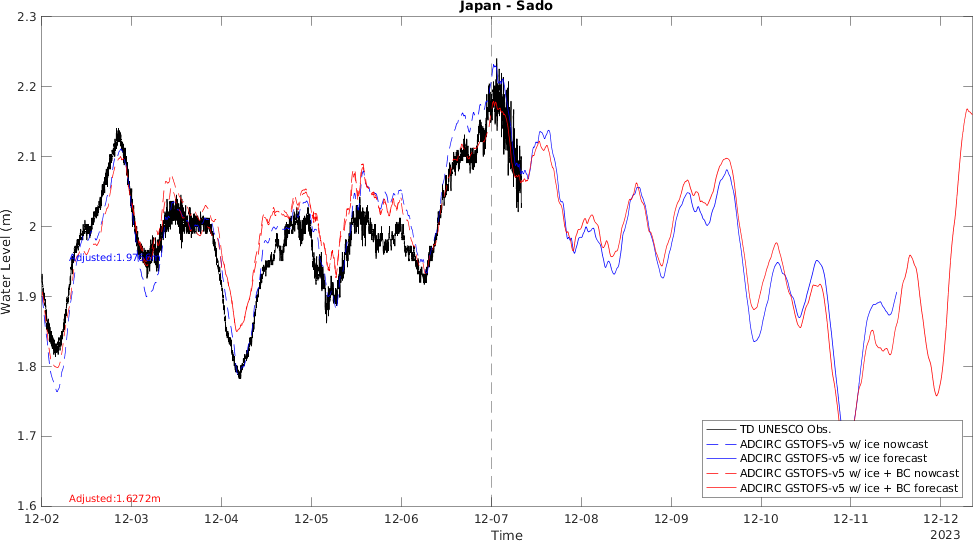 Japan - Sado
2.3
2.2
2.1
2
1.9
1.8
1.7
1.6
Water Level (m)
Adjusted:1.97
Adjusted:1.6272m
TD UNESCO Obs.
ADCIRC GSTOFS-v5 w/ ice nowcast
ADCIRC GSTOFS-v5 w/ ice forecast
ADCIRC GSTOFS-v5 w/ ice + BC nowcast
ADCIRC GSTOFS-v5 w/ ice + BC forecast
12-02 12-03 12-04 12-05 12-06 12-07 12-08 12-09 12-10 12-11 12-12
Time
2023